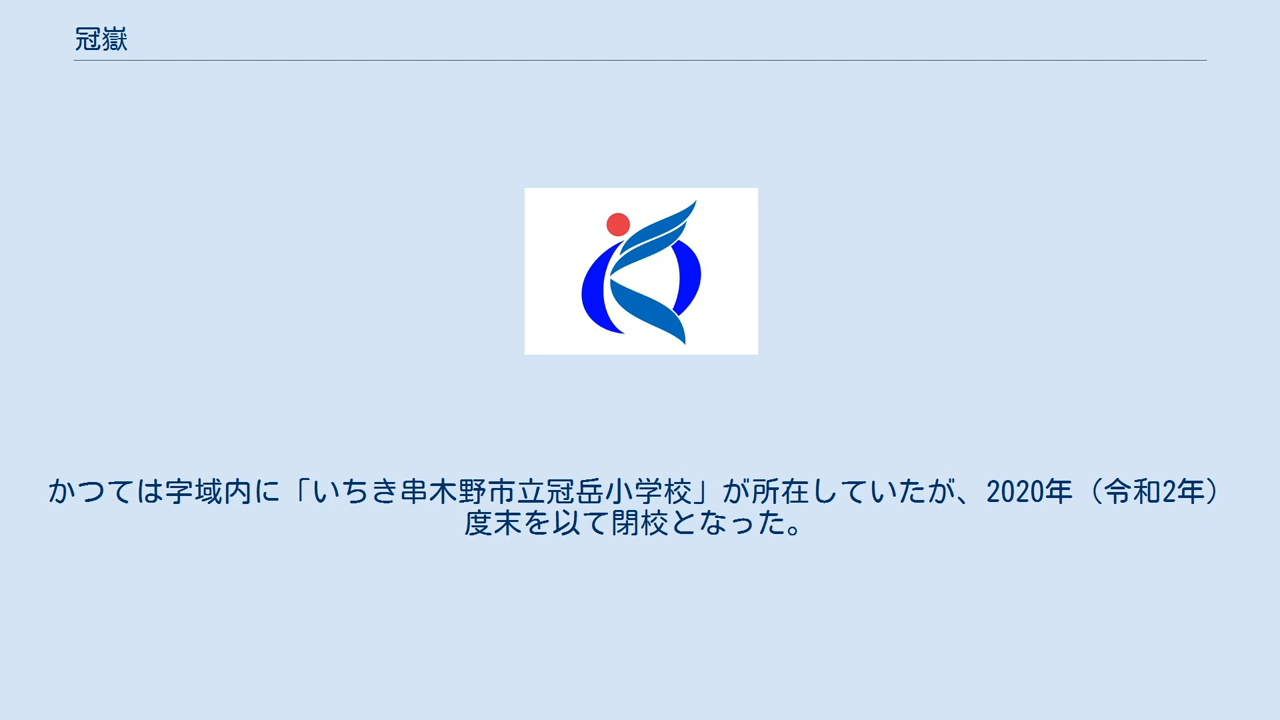 冠嶽
かつては字域内に「いちき串木野市立冠岳小学校」が所在していたが、2020年（令和2年）
度末を以て閉校となった。